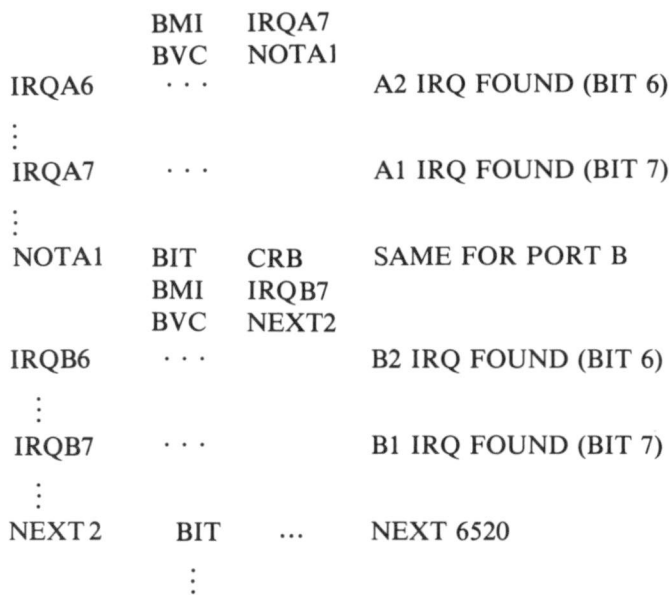 BMI IRQA7
BVC NOTA1
IRQA6 . . . A2 IRQ FOUND (BIT 6)
⋮
IRQA7 . . . A1 IRQ FOUND (BIT 7)
⋮
NOTA1 BIT CRB SAME FOR PORT B
BMI IRQB7
BVC NEXT2
IRQB6 . . . B2 IRQ FOUND (BIT 6)
⋮
IRQB7 . . . B1 IRQ FOUND (BIT 7)
⋮
NEXT2 BIT ... NEXT 6520
⋮